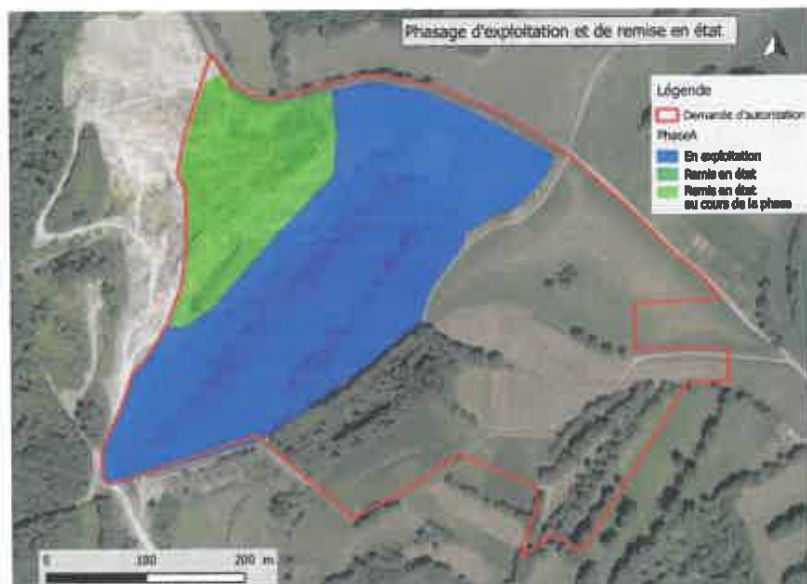 Phasage d'exploitation et de remise en état
Légende
Demande d'autorisation
PhaseA
En exploitation
Remis en état
Remis en état
au cours de la phase
0 100 200 m